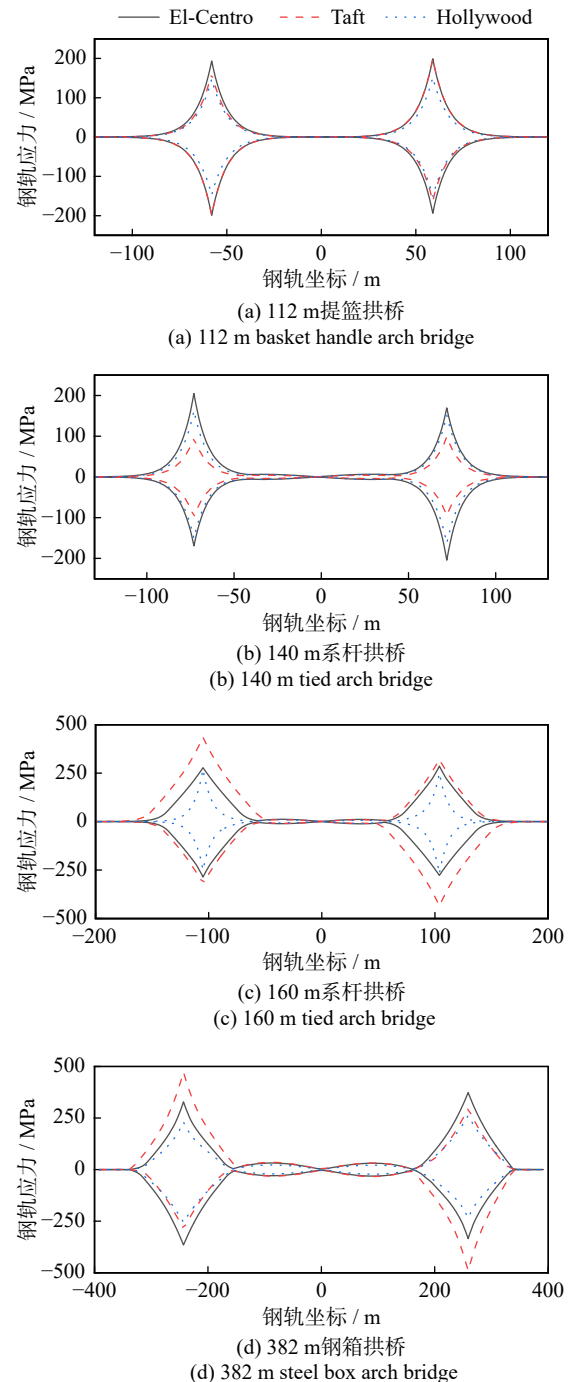 El-Centro Taft Hollywood
200
100
0
−100
−200
钢轨应力 / MPa
−100 −50 0 50 100
钢轨坐标 / m
(a) 112 m提篮拱桥
(a) 112 m basket handle arch bridge
200
100
0
−100
−200
钢轨应力 / MPa
−100 −50 0 50 100
钢轨坐标 / m
(b) 140 m系杆拱桥
(b) 140 m tied arch bridge
500
250
0
−250
−500
钢轨应力 / MPa
−200 −100 0 100 200
钢轨坐标 / m
(c) 160 m系杆拱桥
(c) 160 m tied arch bridge
500
250
0
−250
−500
钢轨应力 / MPa
−400 −200 0 200 400
钢轨坐标 / m
(d) 382 m钢箱拱桥
(d) 382 m steel box arch bridge